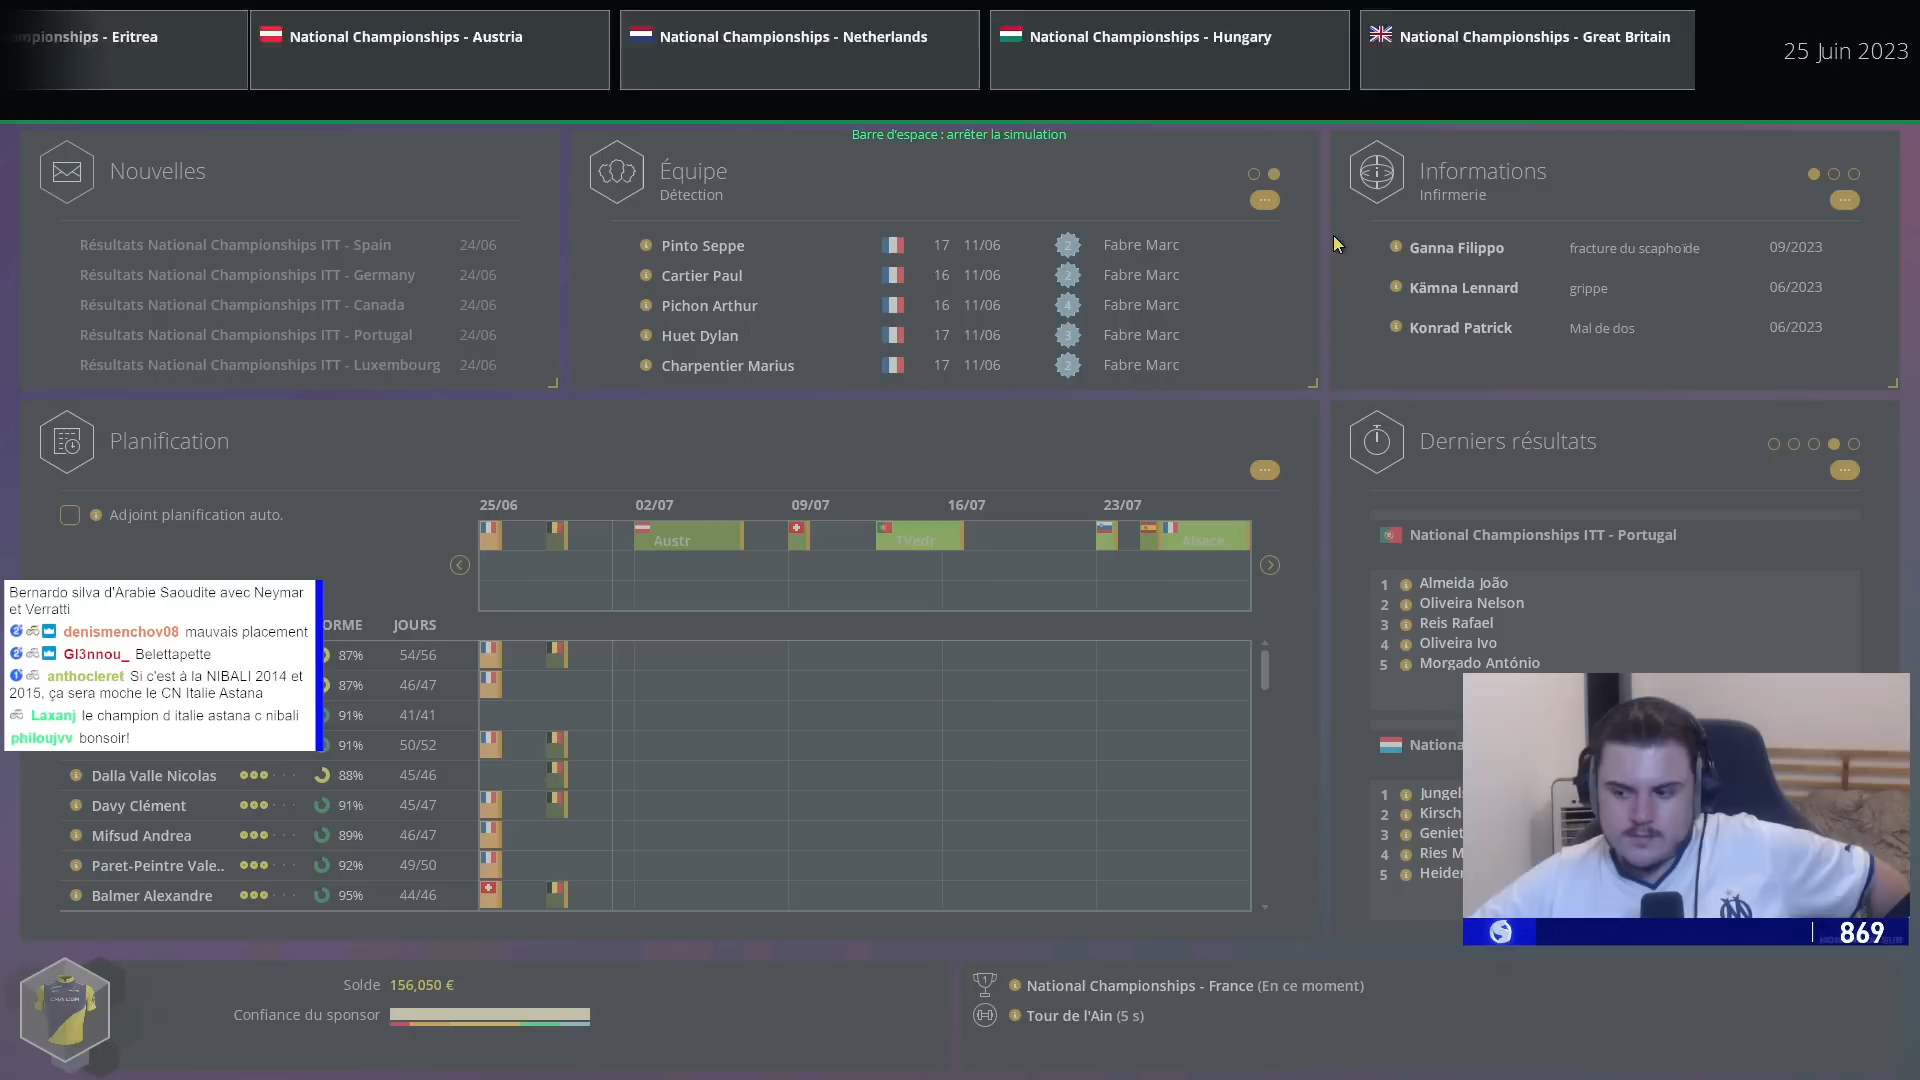 mpionships - Eritrea
National Championships - Austria
National Championships - Netherlands
National Championships - Hungary
National Championships - Great Britain
25 Juin 2023
Barre d'espace : arrêter la simulation
Nouvelles
Résultats National Championships ITT - Spain 24/06
Résultats National Championships ITT - Germany 24/06
Résultats National Championships ITT - Canada 24/06
Résultats National Championships ITT - Portugal 24/06
Résultats National Championships ITT - Luxembourg 24/06
Équipe
Détection
Pinto Seppe 17 11/06 2 Fabre Marc
Cartier Paul 16 11/06 2 Fabre Marc
Pichon Arthur 16 11/06 4 Fabre Marc
Huet Dylan 17 11/06 3 Fabre Marc
Charpentier Marius 17 11/06 2 Fabre Marc
Informations
Infirmerie
Ganna Filippo fracture du scaphoïde 09/2023
Kämna Lennard grippe 06/2023
Konrad Patrick Mal de dos 06/2023
Planification
Adjoint planification auto.
25/06 02/07 09/07 16/07 23/07
Austr TVedr Alsace
ORME JOURS
87% 54/56
87% 46/47
91% 41/41
91% 50/52
Dalla Valle Nicolas 88% 45/46
Davy Clément 91% 45/47
Mifsud Andrea 89% 46/47
Paret-Peintre Vale.. 92% 49/50
Balmer Alexandre 95% 44/46
Bernardo silva d'Arabie Saoudite avec Neymar
et Verratti
denismenchov08 mauvais placement
Gl3nnou_ Belettapette
anthocleret Si c'est à la NIBALI 2014 et
2015, ça sera moche le CN Italie Astana
Laxanj le champion d italie astana c nibali
philoujvv bonsoir!
Derniers résultats
National Championships ITT - Portugal
1 Almeida João
2 Oliveira Nelson
3 Reis Rafael
4 Oliveira Ivo
5 Morgado António
Nationa
1 Jungels
2 Kirsch
3 Geniet
4 Ries M
5 Heider
869
Solde 156,050 €
Confiance du sponsor
National Championships - France (En ce moment)
Tour de l'Ain (5 s)